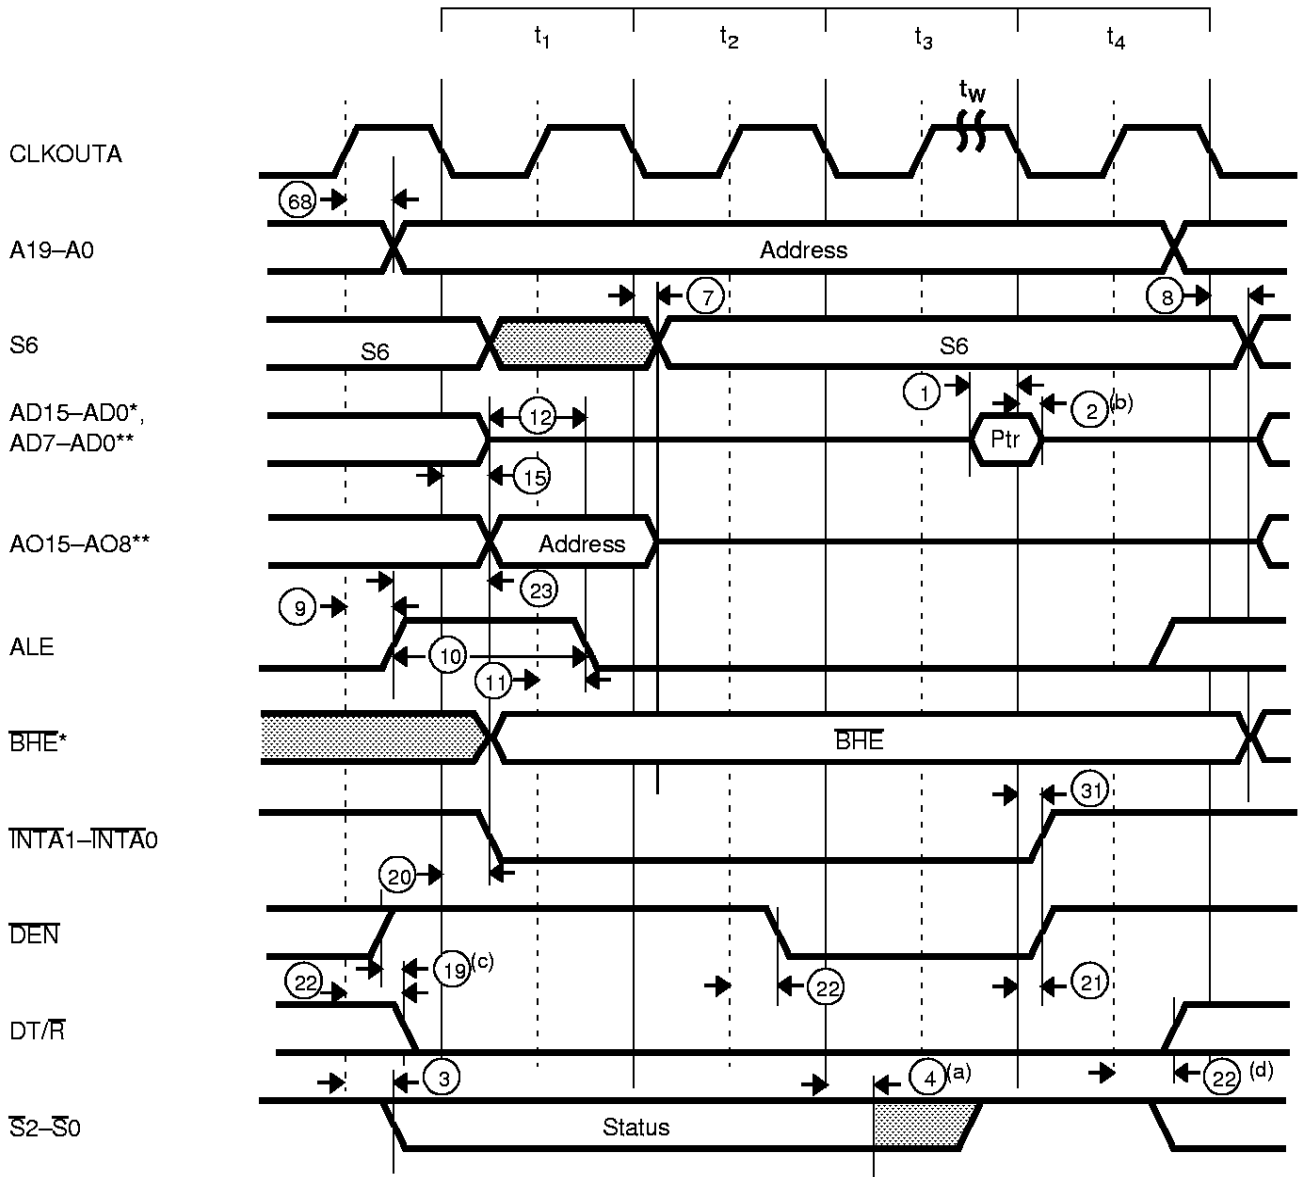 t1 t2 t3 t4
tW
CLKOUTA
68
A19–A0 Address
7 8
S6 S6 S6
1
AD15–AD0*, 12 2(b)
AD7–AD0** Ptr
15
AO15–AO8** Address
23
9
ALE 10
11
BHE* BHE
31
INTA1–INTA0
20
DEN
19(c)
22 22 21
DT/R
3 4(a) 22 (d)
S2–S0 Status